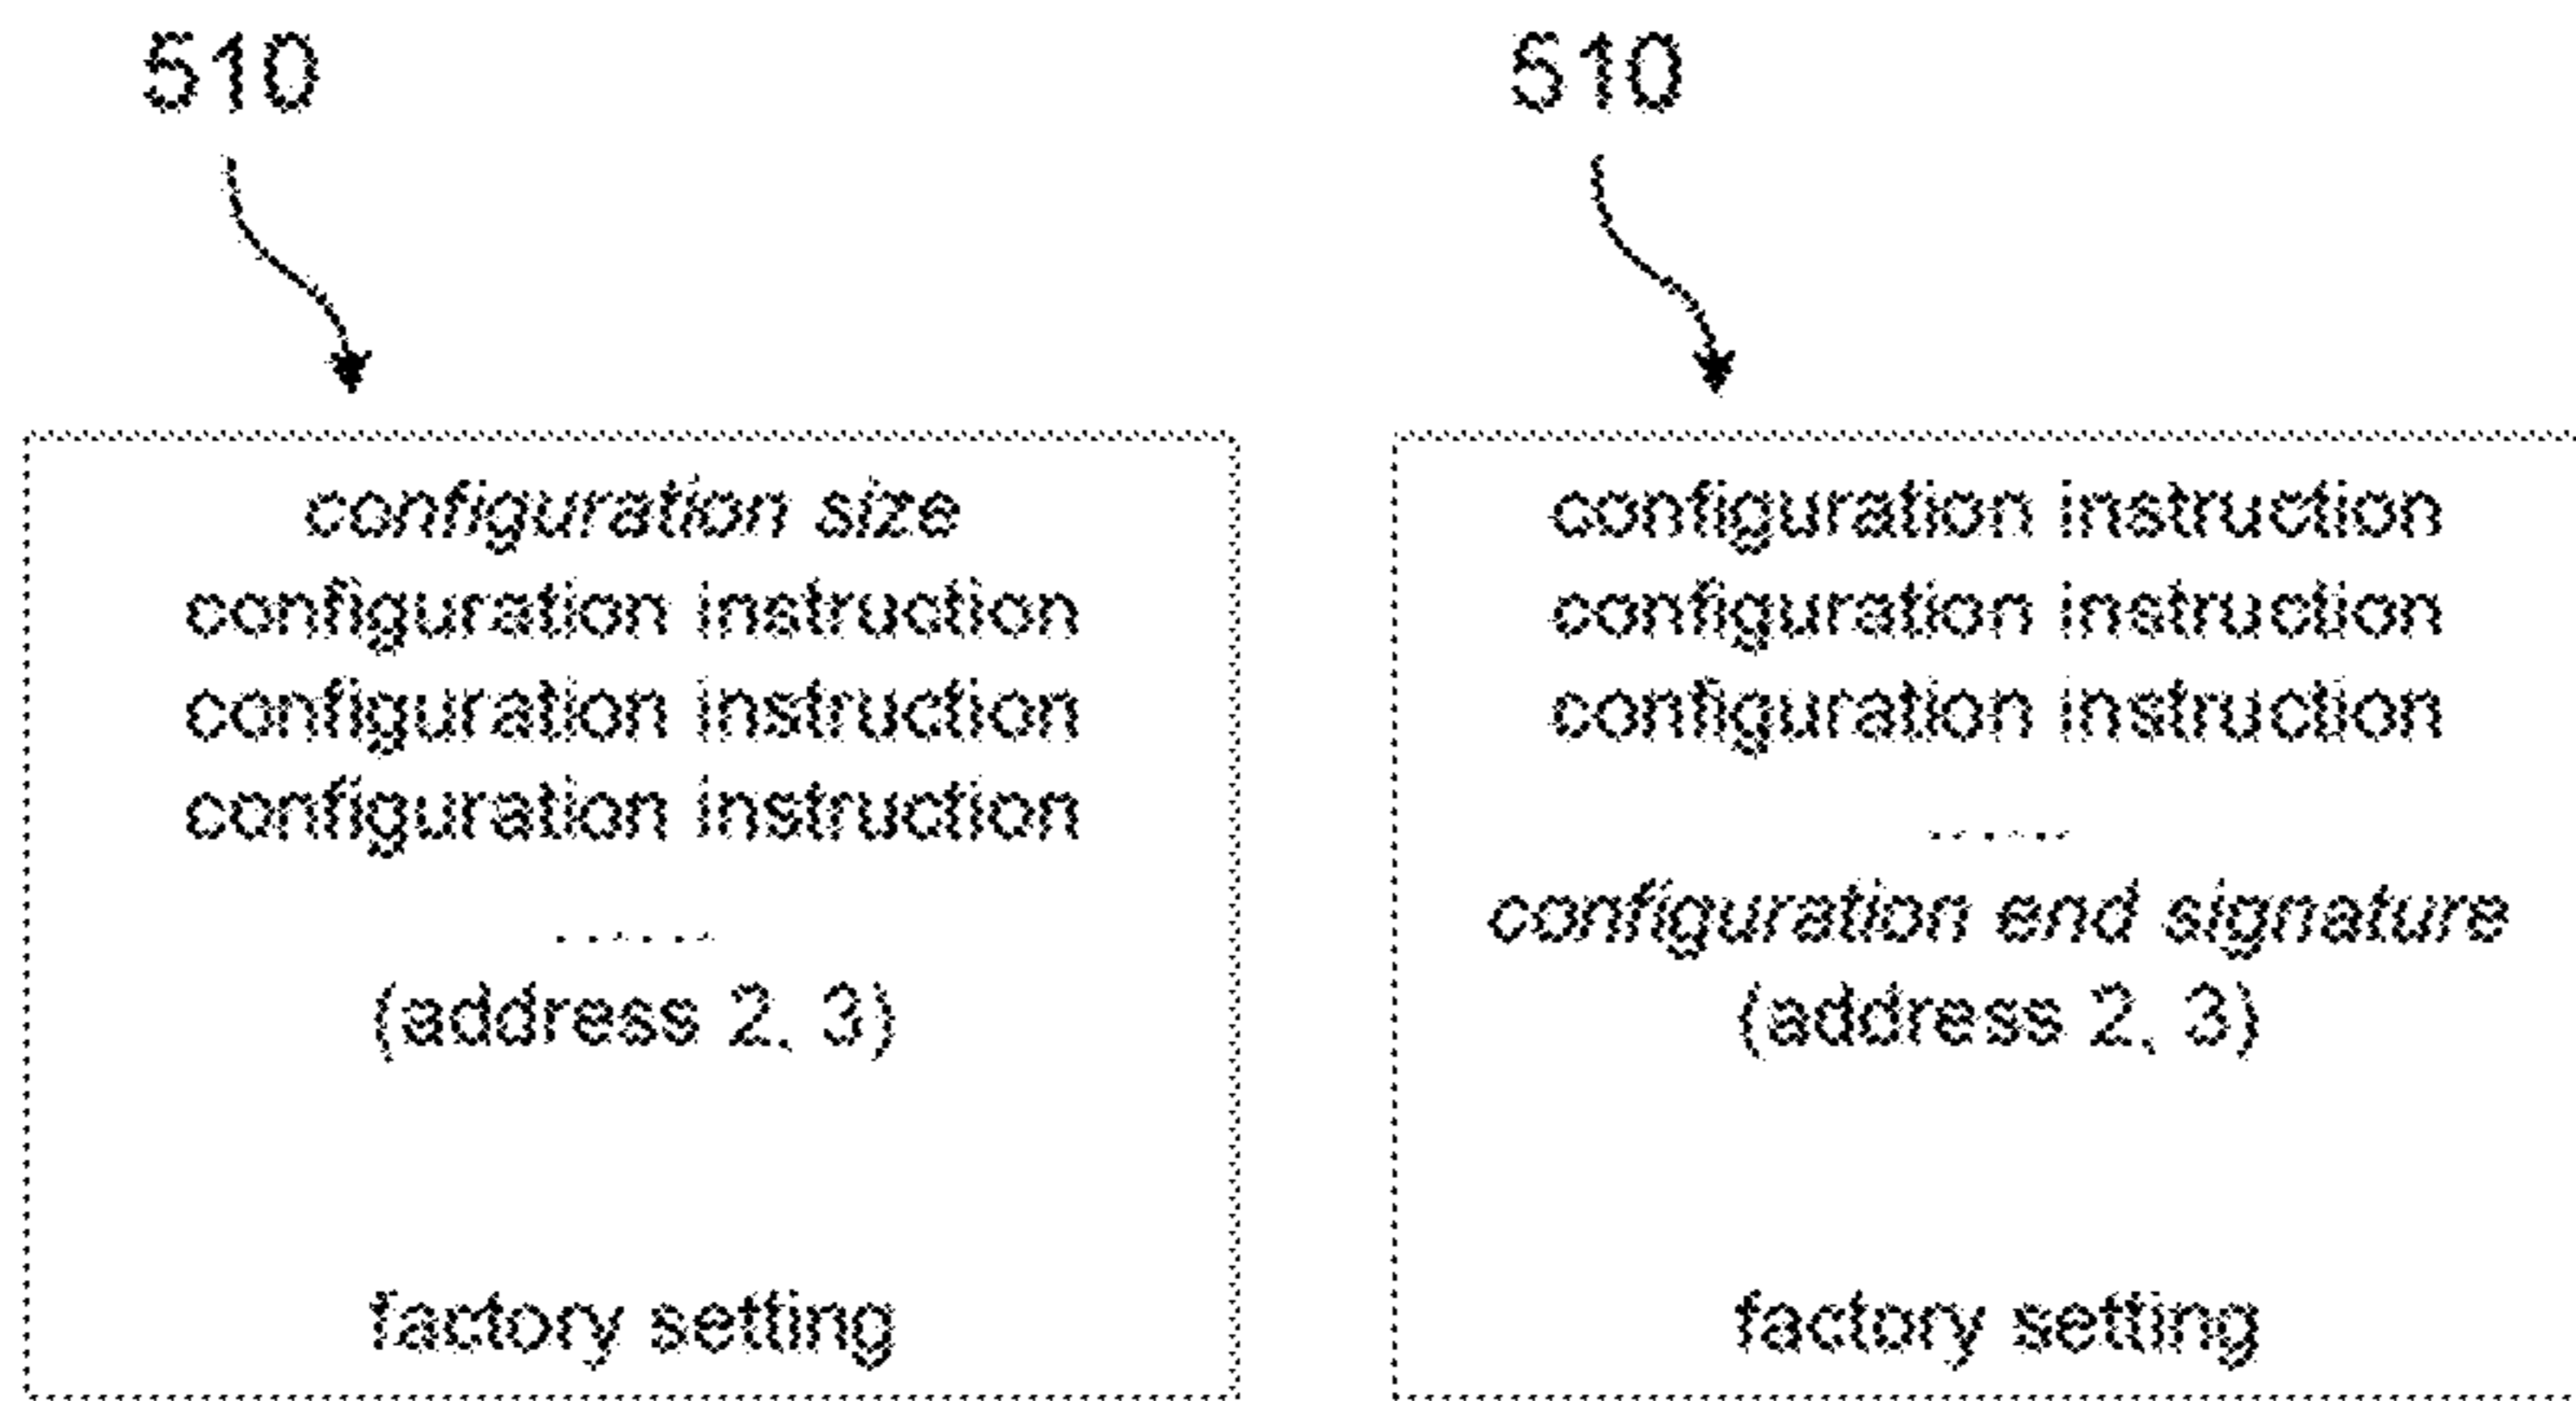 510
configuration size
configuration instruction
configuration instruction
configuration instruction
......
(address 2, 3)
factory setting
510
configuration instruction
configuration instruction
configuration instruction
......
configuration end signature
(address 2, 3)
factory setting